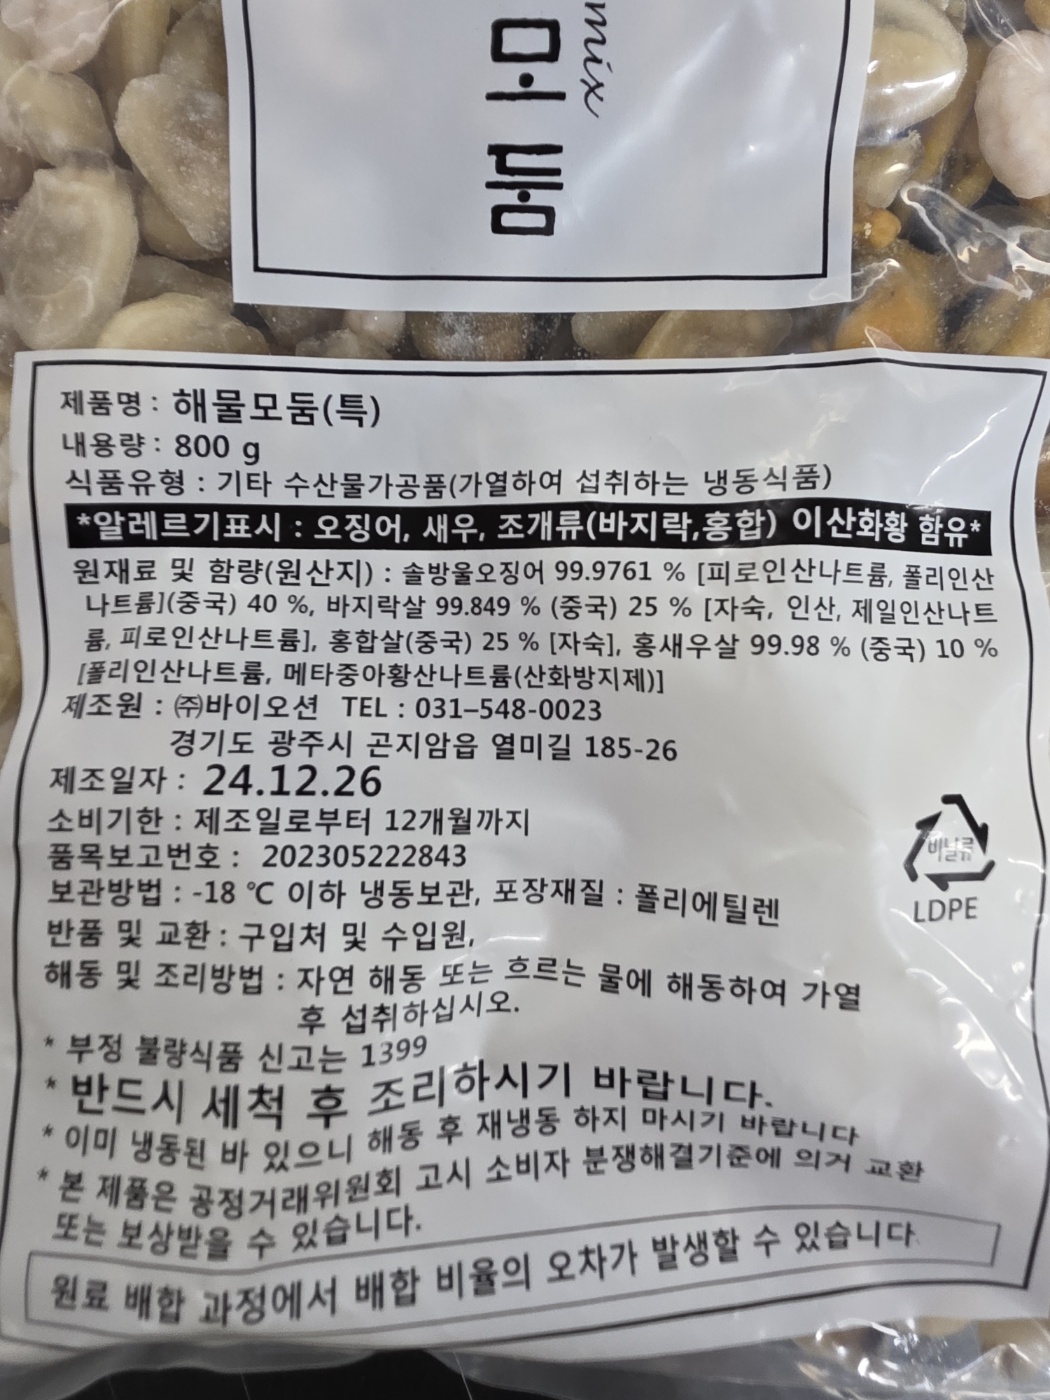 mix
모둠
제품명 : 해물모둠(특)
내용량 : 800 g
식품유형 : 기타 수산물가공품(가열하여 섭취하는 냉동식품)
*알레르기표시 : 오징어, 새우, 조개류(바지락,홍합) 이산화황 함유*
원재료 및 함량(원산지) : 솔방울오징어 99.9761 % [피로인산나트륨, 폴리인산
나트륨](중국) 40 %, 바지락살 99.849 % (중국) 25 % [자숙, 인산, 제일인산나트
륨, 피로인산나트륨], 홍합살(중국) 25 % [자숙], 홍새우살 99.98 % (중국) 10 %
[폴리인산나트륨, 메타중아황산나트륨(산화방지제)]
제조원 : ㈜바이오션 TEL : 031–548-0023
경기도 광주시 곤지암읍 열미길 185-26
제조일자 : 24.12.26
소비기한 : 제조일로부터 12개월까지
품목보고번호 : 202305222843
비닐류
보관방법 : -18 ℃ 이하 냉동보관, 포장재질 : 폴리에틸렌
LDPE
반품 및 교환 : 구입처 및 수입원,
해동 및 조리방법 : 자연 해동 또는 흐르는 물에 해동하여 가열
후 섭취하십시오.
* 부정 불량식품 신고는 1399
* 반드시 세척 후 조리하시기 바랍니다.
* 이미 냉동된 바 있으니 해동 후 재냉동 하지 마시기 바랍니다
* 본 제품은 공정거래위원회 고시 소비자 분쟁해결기준에 의거 교환
또는 보상받을 수 있습니다.
원료 배합 과정에서 배합 비율의 오차가 발생할 수 있습니다.